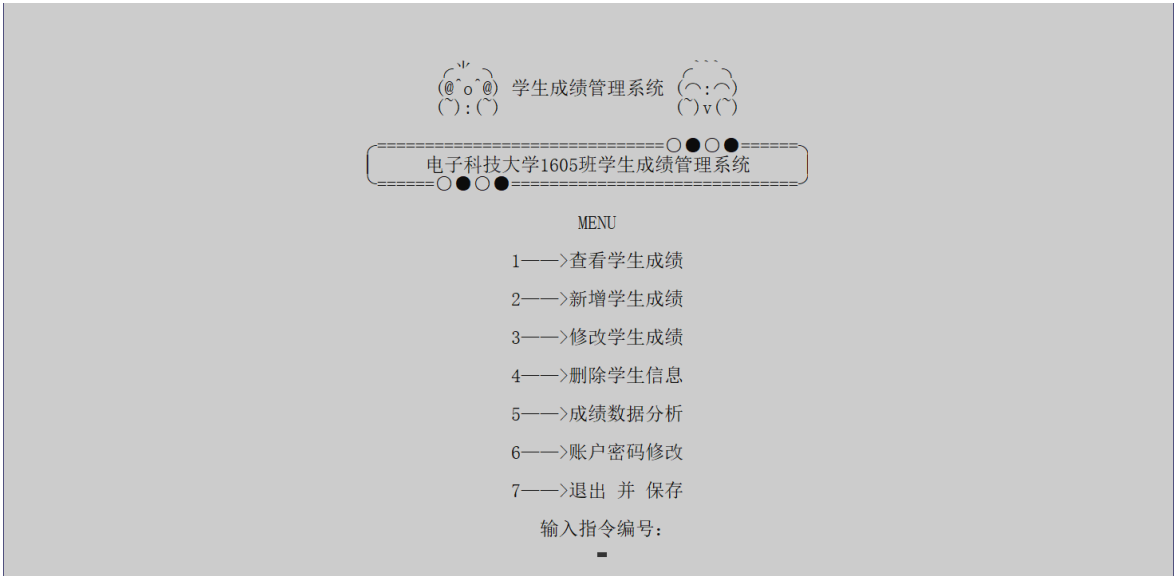 (@^o^@) 学生成绩管理系统 (⌒:⌒)
(~):(~) (~)v(~)
==============================○●○●======
电子科技大学1605班学生成绩管理系统
======○●○●==============================
MENU
1——>查看学生成绩
2——>新增学生成绩
3——>修改学生成绩
4——>删除学生信息
5——>成绩数据分析
6——>账户密码修改
7——>退出 并 保存
输入指令编号: